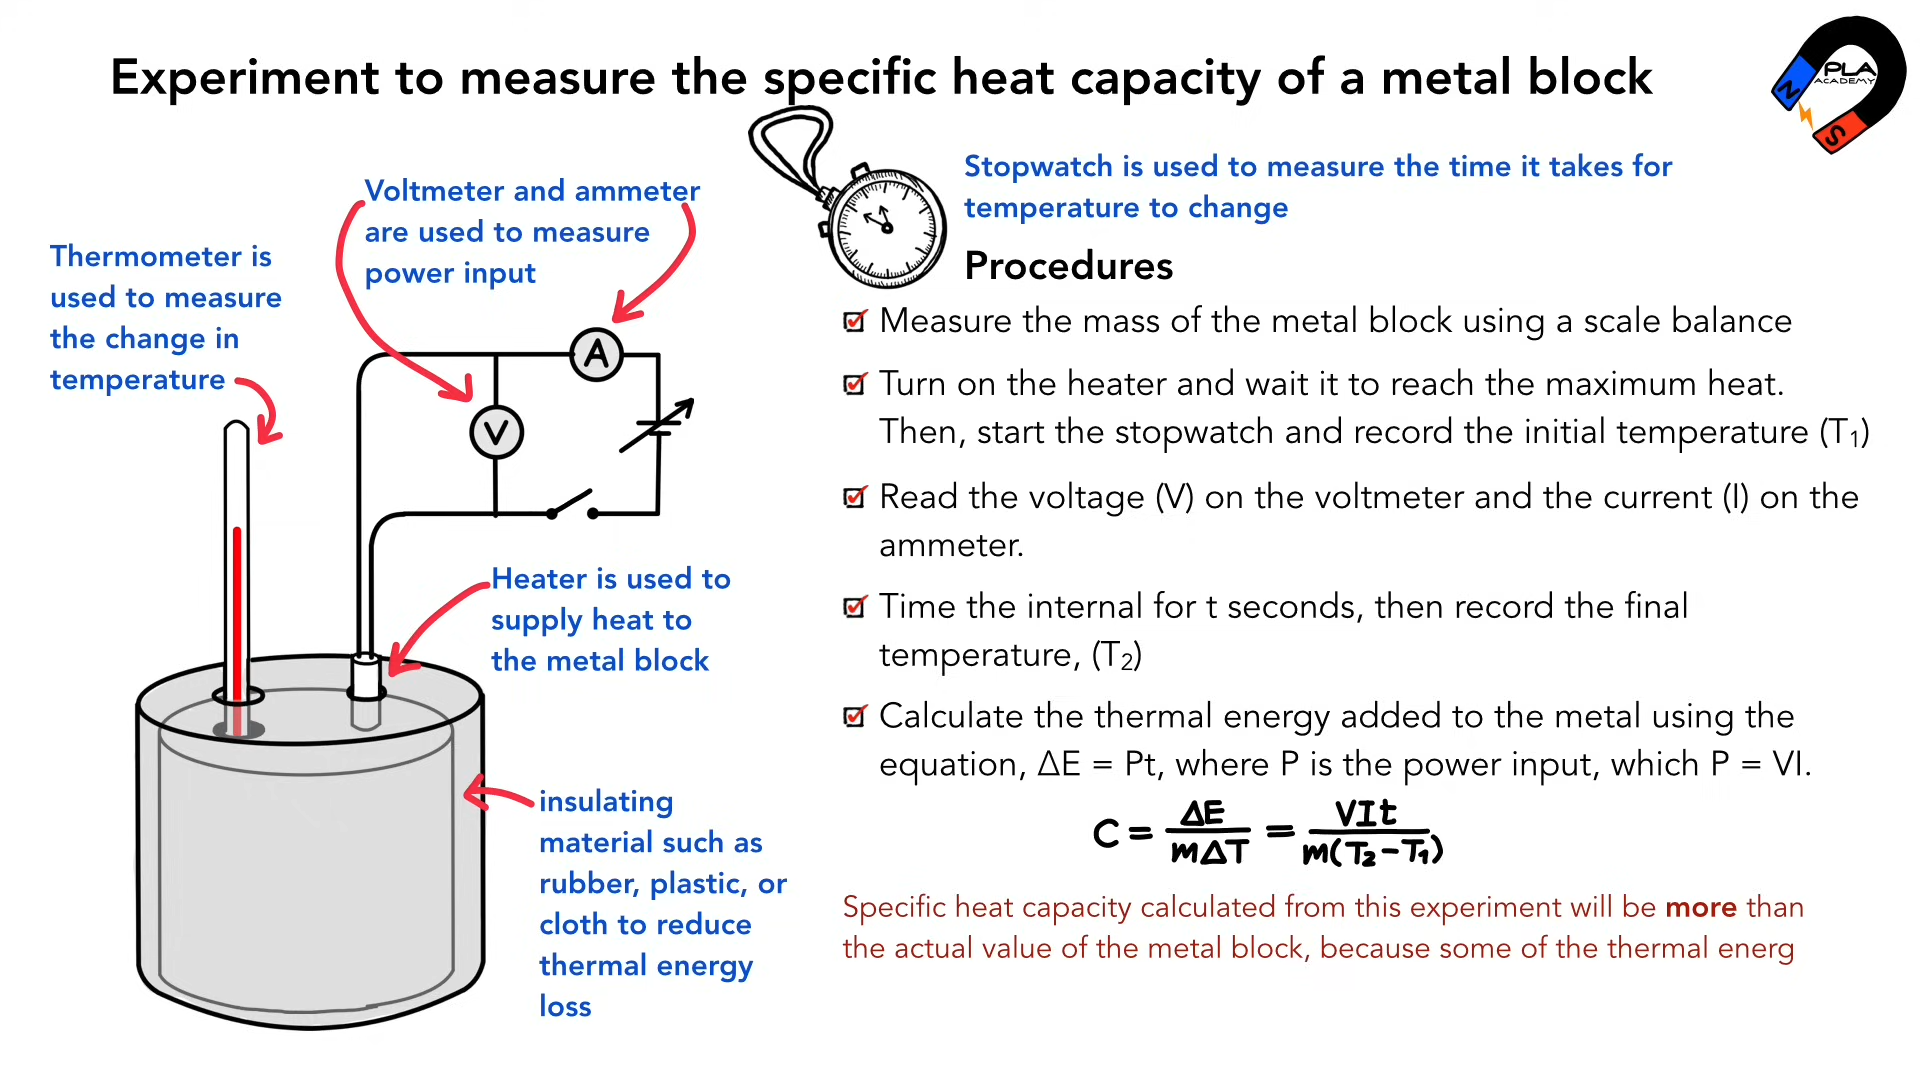 Experiment to measure the specific heat capacity of a metal block
PLA
ACADEMY
N
S
Stopwatch is used to measure the time it takes for
temperature to change
Voltmeter and ammeter
are used to measure
power input
Thermometer is
used to measure
the change in
temperature
A
V
Heater is used to
supply heat to
the metal block
insulating
material such as
rubber, plastic, or
cloth to reduce
thermal energy
loss
Procedures
Measure the mass of the metal block using a scale balance
Turn on the heater and wait it to reach the maximum heat.
Then, start the stopwatch and record the initial temperature (T₁)
Read the voltage (V) on the voltmeter and the current (I) on the
ammeter.
Time the internal for t seconds, then record the final
temperature, (T₂)
Calculate the thermal energy added to the metal using the
equation, ΔE = Pt, where P is the power input, which P = VI.
C = ΔE / mΔT = VIt / m(T₂-T₁)
Specific heat capacity calculated from this experiment will be more than
the actual value of the metal block, because some of the thermal energ